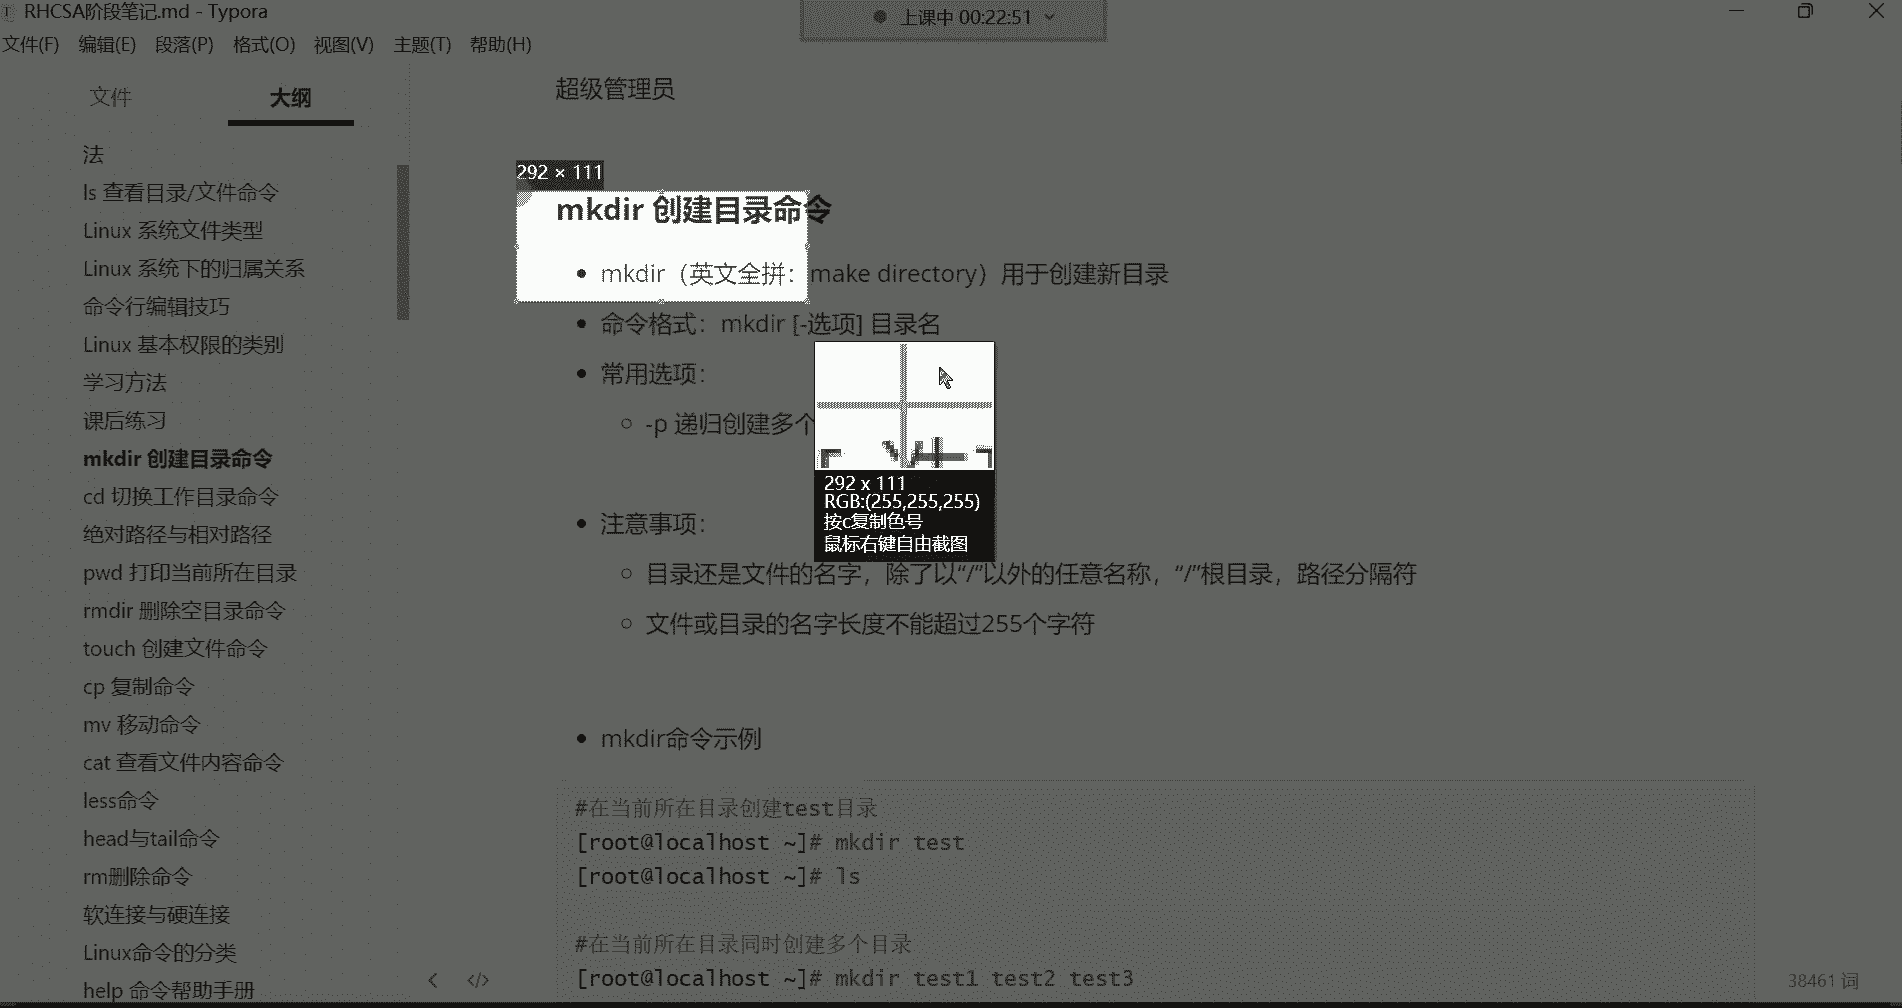 RHCSA阶段笔记.md - Typora
上课中 00:22:51
文件(F) 编辑(E) 段落(P) 格式(O) 视图(V) 主题(T) 帮助(H)
文件 大纲
法
ls 查看目录/文件命令
Linux 系统文件类型
Linux 系统下的归属关系
命令行编辑技巧
Linux 基本权限的类别
学习方法
课后练习
mkdir 创建目录命令
cd 切换工作目录命令
绝对路径与相对路径
pwd 打印当前所在目录
rmdir 删除空目录命令
touch 创建文件命令
cp 复制命令
mv 移动命令
cat 查看文件内容命令
less命令
head与tail命令
rm删除命令
软连接与硬连接
Linux命令的分类
help 命令帮助手册
超级管理员
292 × 111
mkdir 创建目录命令
mkdir（英文全拼：make directory）用于创建新目录
命令格式：mkdir [-选项] 目录名
常用选项：
-p 递归创建多个
292 x 111
RGB:(255,255,255)
按c复制色号
鼠标右键自由截图
注意事项：
目录还是文件的名字，除了以“/”以外的任意名称，“/”根目录，路径分隔符
文件或目录的名字长度不能超过255个字符
mkdir命令示例
#在当前所在目录创建test目录
[root@localhost ~]# mkdir test
[root@localhost ~]# ls
#在当前所在目录同时创建多个目录
[root@localhost ~]# mkdir test1 test2 test3
38461 词